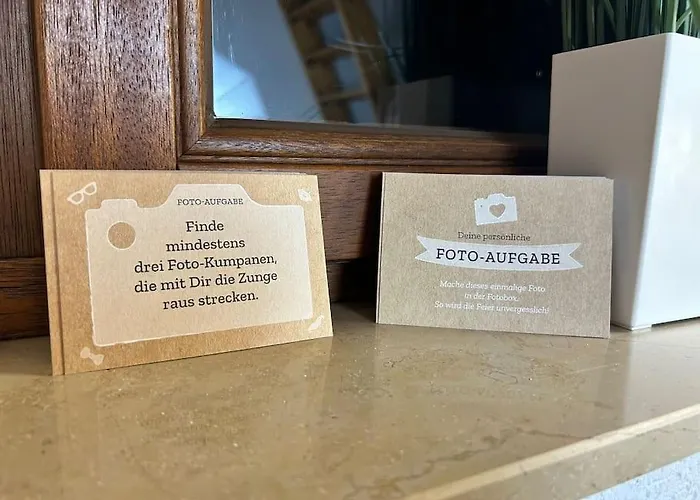 FOTO-AUFGABE
Finde
mindestens
drei Foto-Kumpanen,
die mit Dir die Zunge
raus strecken.
Deine persönliche
FOTO-AUFGABE
Mache dieses einmalige Foto
in der Fotobox.
So wird die Feier unvergesslich!